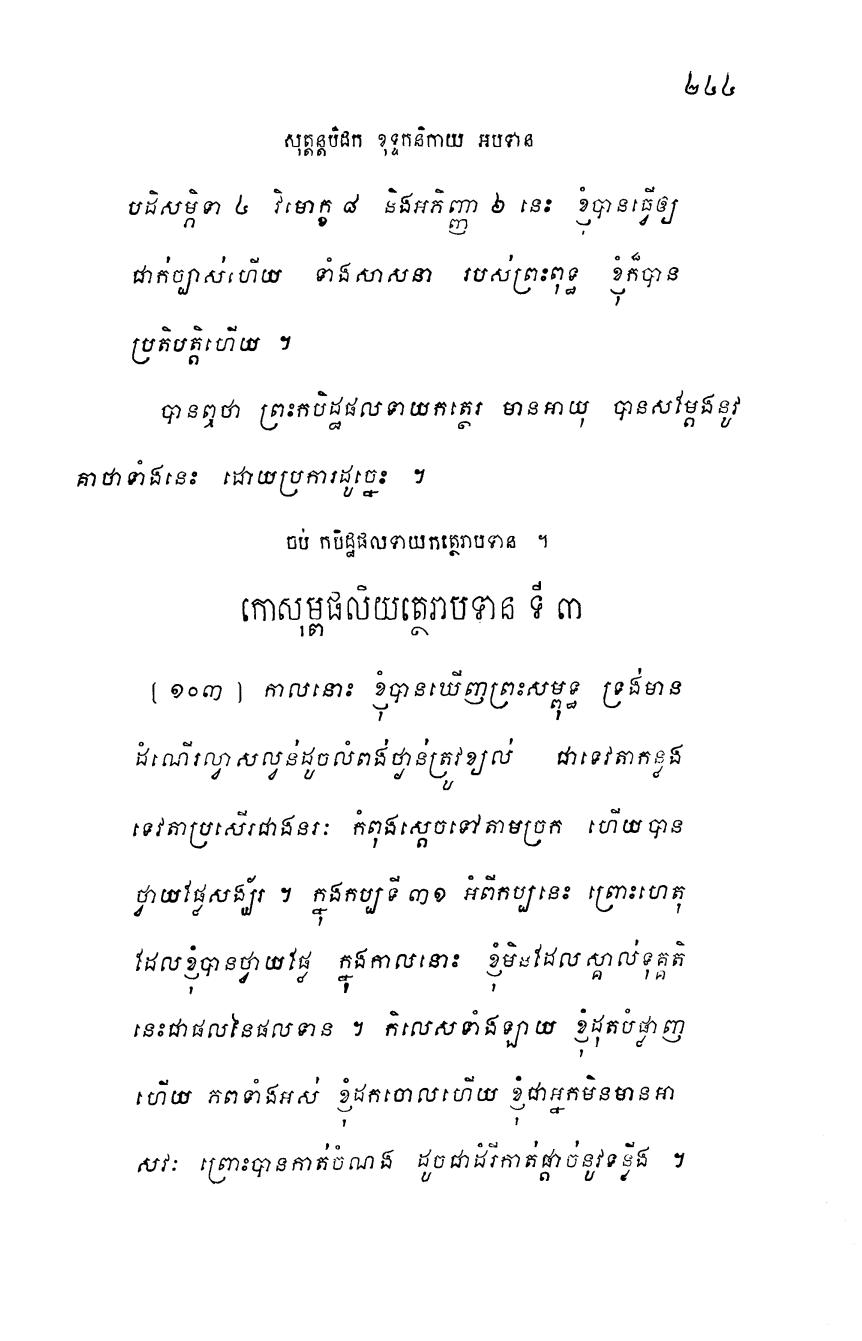 ២៤៤
សុត្តន្តបិដក ខុទ្ទកនិកាយ អបទាន
បដិសម្ភិទា ៤ វិមោក្ខ ៨ និងអភិញ្ញា ៦ នេះ ខ្ញុំបានធ្វើឲ្យ
ជាក់ច្បាស់ហើយ ទាំងសាសនា របស់ព្រះពុទ្ធ ខ្ញុំក៏បាន
ប្រតិបត្តិហើយ ។
បានឮថា ព្រះកបិដ្ឋផលទាយកត្ថេរ មានអាយុ បានសម្តែងនូវ
គាថាទាំងនេះ ដោយប្រការដូច្នេះ ។
ចប់ កបិដ្ឋផលទាយកត្ថេរាបទាន ។
កោសុម្ពផលិយត្ថេរាបទាន ទី ៣
[ ១០៣ ] កាលនោះ ខ្ញុំបានឃើញព្រះសម្ពុទ្ធ ទ្រង់មាន
ដំណើរល្វាសល្វន់ដូចលំពង់ថ្លាន់ត្រូវខ្យល់ ជាទេវតាកន្លង
ទេវតាប្រសើរជាងនរៈ កំពុងស្តេចទៅតាមច្រក ហើយបាន
ថ្វាយផ្លែសង្ឃ័រ ។ ក្នុងកប្បទី ៣១ អំពីកប្បនេះ ព្រោះហេតុ
ដែលខ្ញុំបានថ្វាយផ្លែ ក្នុងកាលនោះ ខ្ញុំមិនដែលស្គាល់ទុគ្គតិ
នេះជាផលនៃផលទាន ។ កិលេសទាំងឡាយ ខ្ញុំដុតបំផ្លាញ
ហើយ ភពទាំងអស់ ខ្ញុំដកចោលហើយ ខ្ញុំជាអ្នកមិនមានអា
សវៈ ព្រោះបានកាត់ចំណង ដូចជាដំរីកាត់ផ្តាច់នូវទន្លីង ។